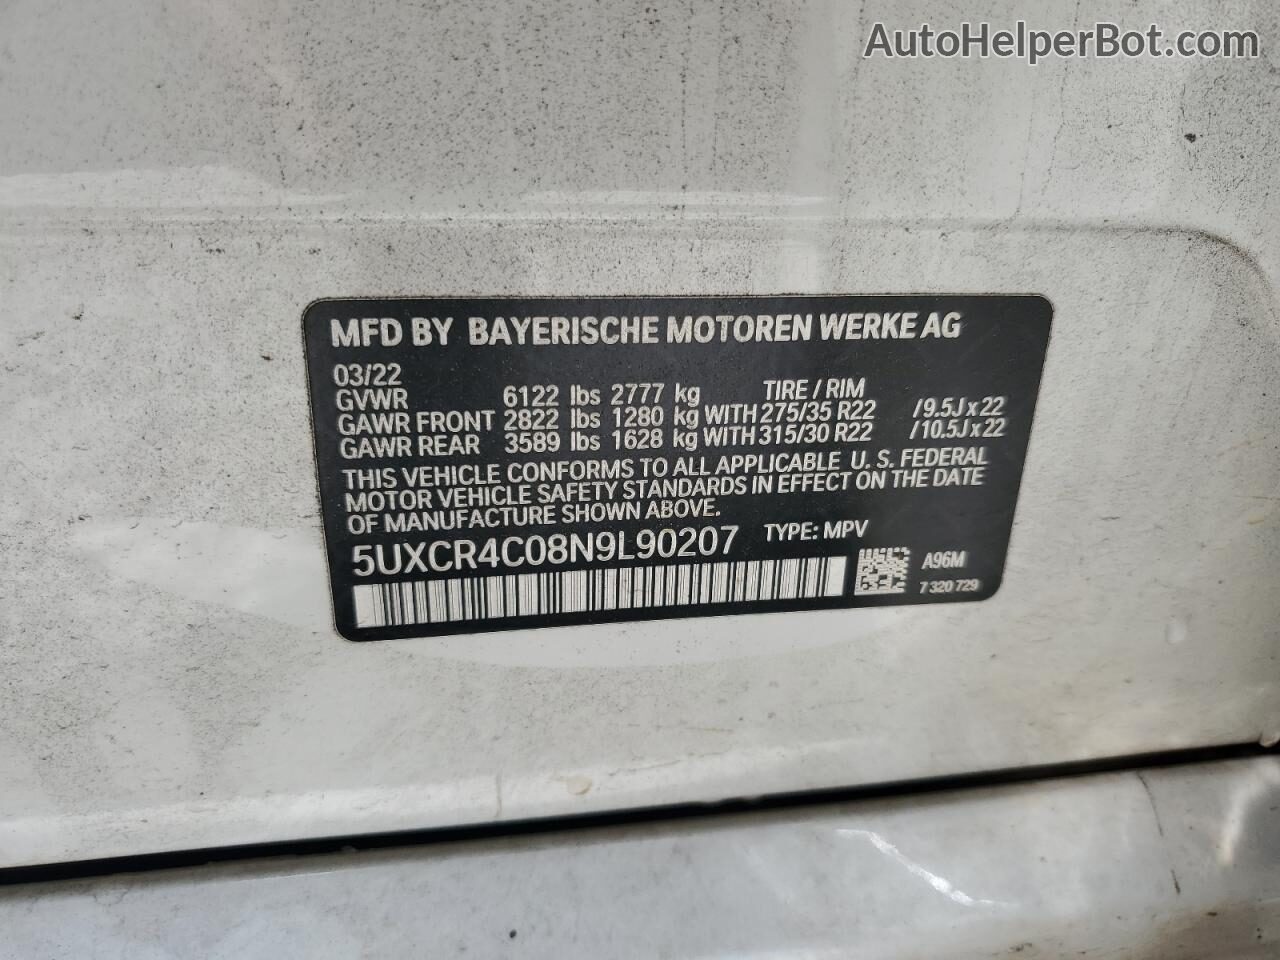 AutoHelperBot.com
MFD BY BAYERISCHE MOTOREN WERKE AG
03/22
GVWR 6122 lbs 2777 kg TIRE / RIM
GAWR FRONT 2822 lbs 1280 kg WITH 275/35 R22 /9.5J x 22
GAWR REAR 3589 lbs 1628 kg WITH 315/30 R22 /10.5J x 22
THIS VEHICLE CONFORMS TO ALL APPLICABLE U. S. FEDERAL
MOTOR VEHICLE SAFETY STANDARDS IN EFFECT ON THE DATE
OF MANUFACTURE SHOWN ABOVE.
5UXCR4C08N9L90207 TYPE: MPV
A96M
7 320 729